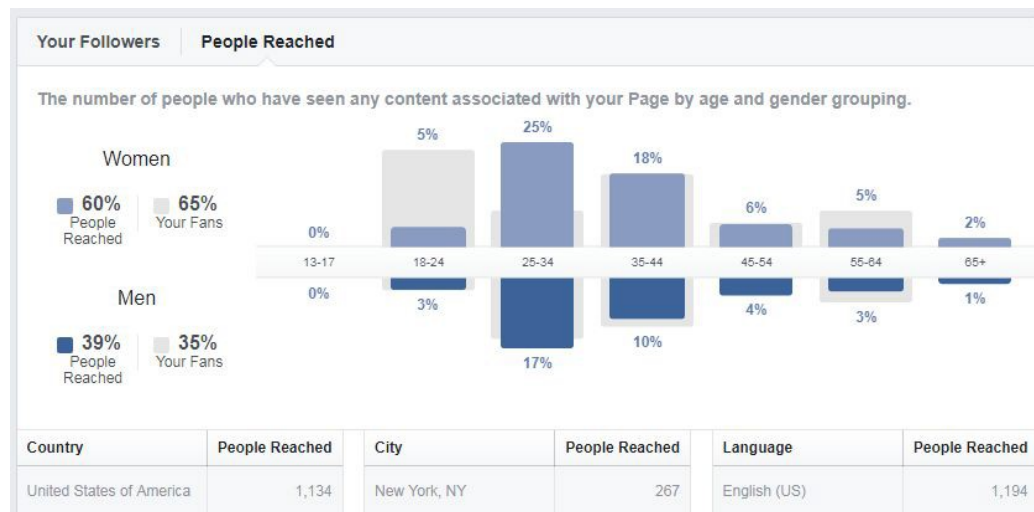 Your Followers People Reached
The number of people who have seen any content associated with your Page by age and gender grouping.
Women
60% 65%
People Reached Your Fans
5% 25% 18% 6% 5% 2%
0%
13-17 18-24 25-34 35-44 45-54 55-64 65+
Men
39% 35%
People Reached Your Fans
0% 3% 17% 10% 4% 3% 1%
Country People Reached City People Reached Language People Reached
United States of America 1,134 New York, NY 267 English (US) 1,194